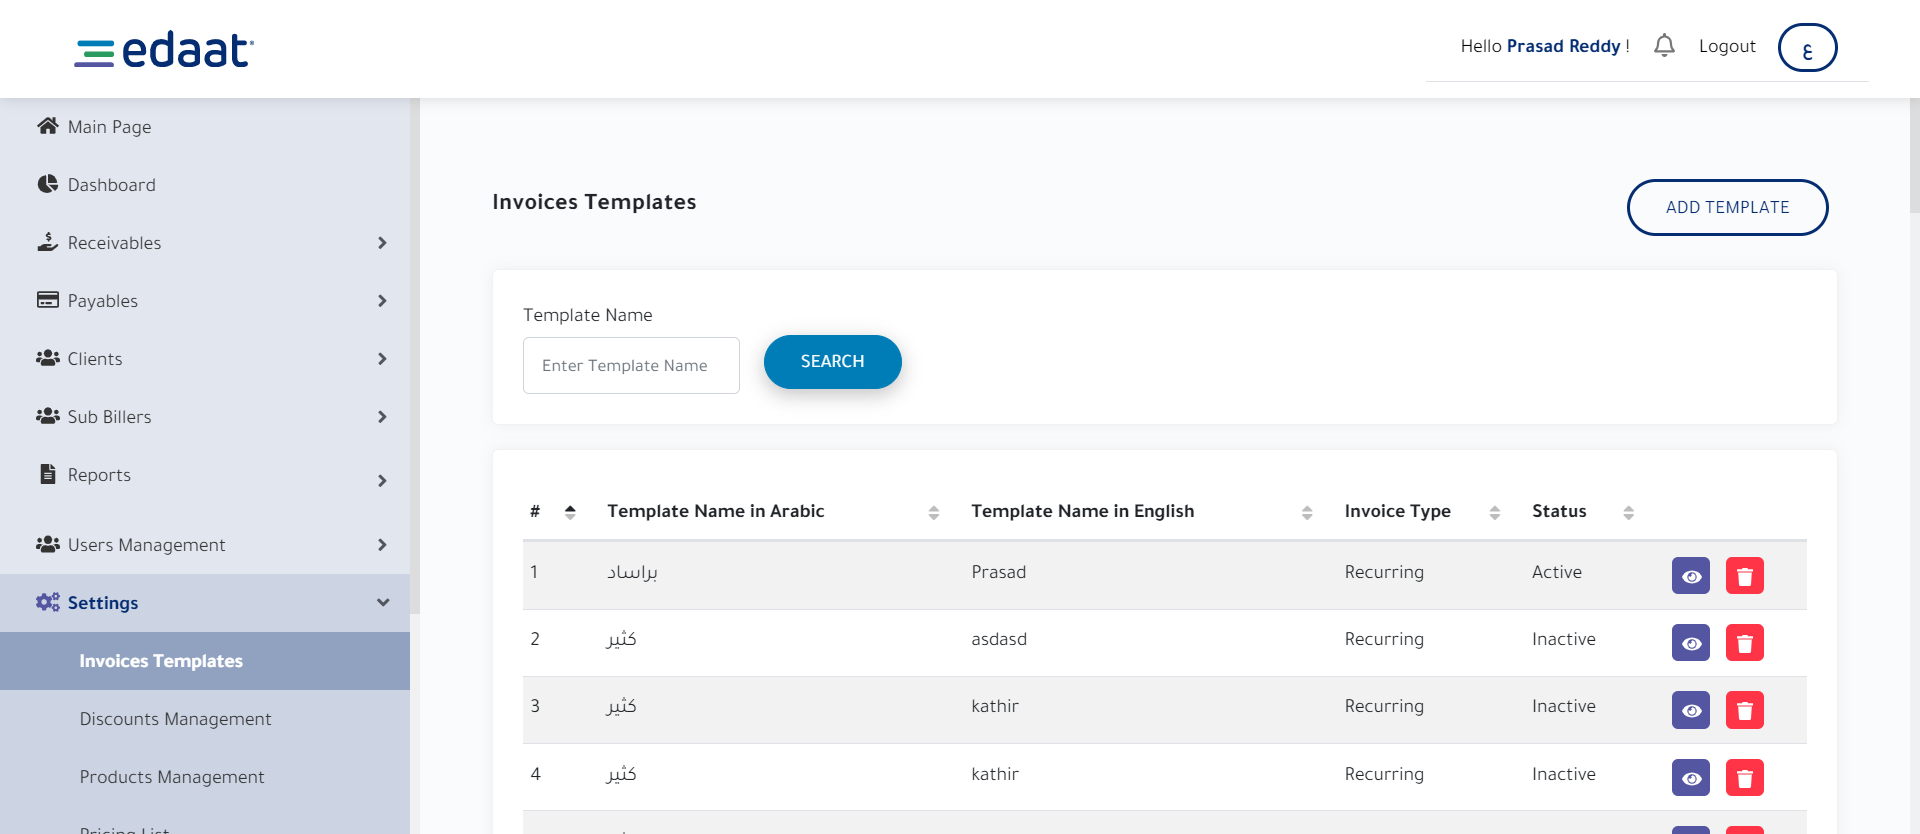 edaat
Hello Prasad Reddy !
Logout
ع
Main Page
Dashboard
Receivables
Payables
Clients
Sub Billers
Reports
Users Management
Settings
Invoices Templates
Discounts Management
Products Management
Pricing List
Invoices Templates
ADD TEMPLATE
Template Name
Enter Template Name
SEARCH
# Template Name in Arabic Template Name in English Invoice Type Status
1 براساد Prasad Recurring Active
2 كثير asdasd Recurring Inactive
3 كثير kathir Recurring Inactive
4 كثير kathir Recurring Inactive